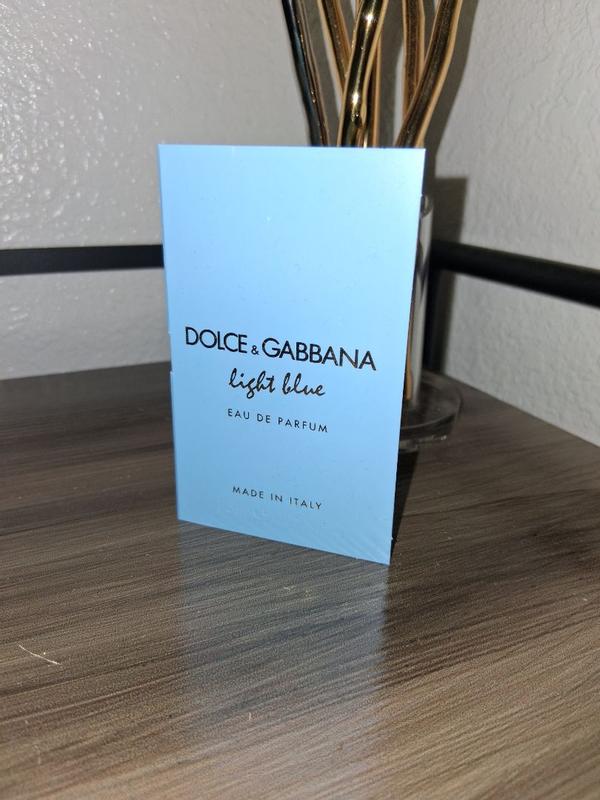 DOLCE & GABBANA
light blue
EAU DE PARFUM
MADE IN ITALY